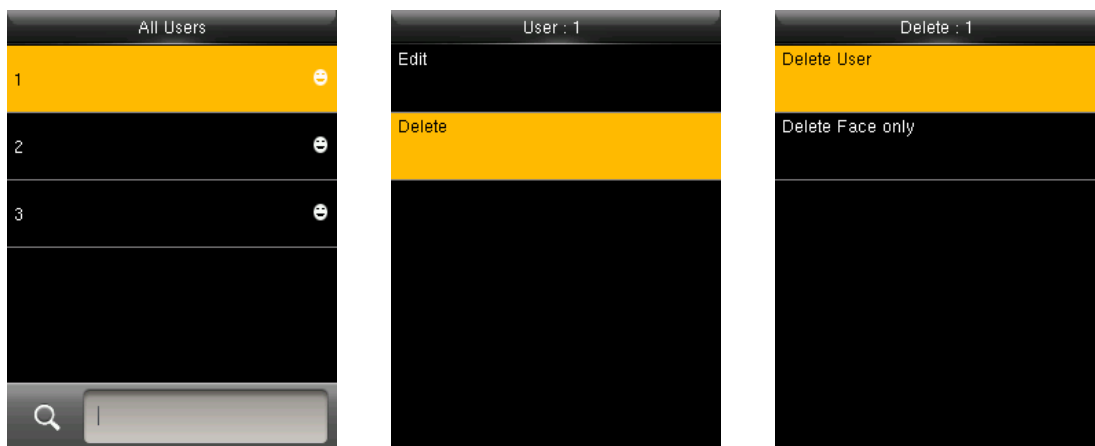 All Users
1
2
3
User : 1
Edit
Delete
Delete : 1
Delete User
Delete Face only